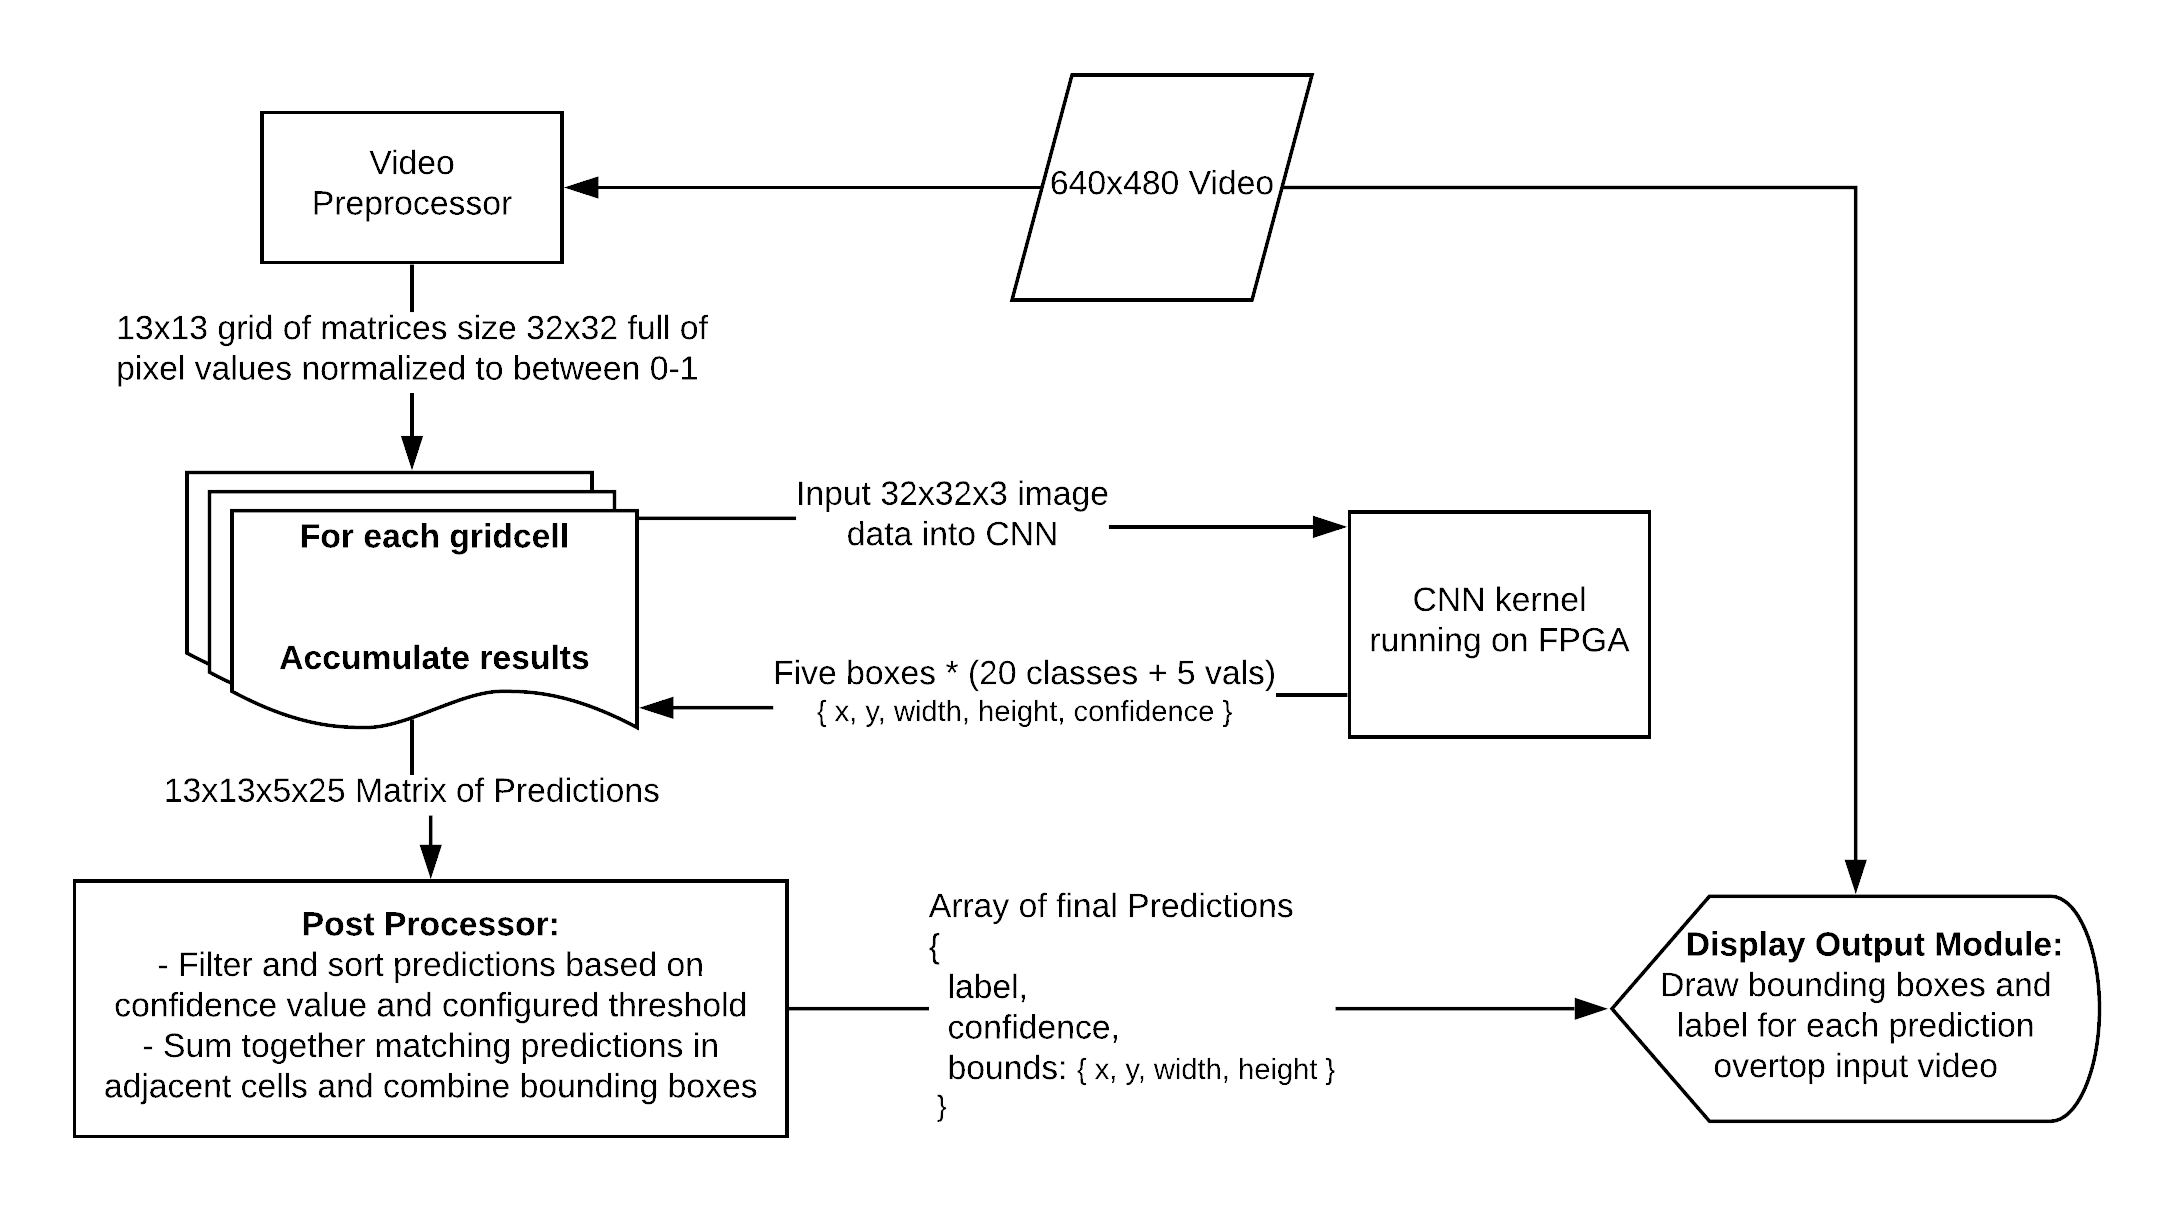 640x480 Video
Video
Preprocessor
13x13 grid of matrices size 32x32 full of
pixel values normalized to between 0-1
For each gridcell
Accumulate results
Input 32x32x3 image
data into CNN
CNN kernel
running on FPGA
Five boxes * (20 classes + 5 vals)
{ x, y, width, height, confidence }
13x13x5x25 Matrix of Predictions
Post Processor:
- Filter and sort predictions based on
confidence value and configured threshold
- Sum together matching predictions in
adjacent cells and combine bounding boxes
Array of final Predictions
{
label,
confidence,
bounds: { x, y, width, height }
}
Display Output Module:
Draw bounding boxes and
label for each prediction
overtop input video